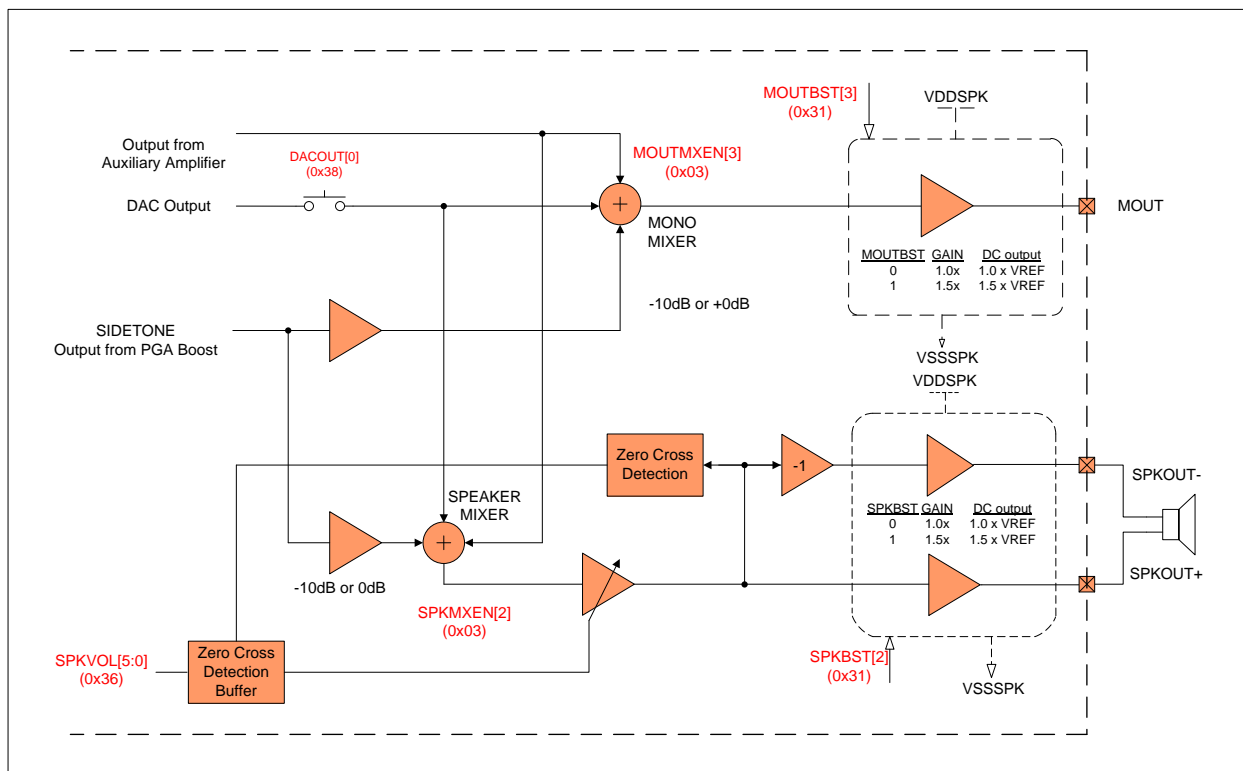 MOUTBST[3]
(0x31)
VDDSPK
Output from
Auxiliary Amplifier
DACOUT[0]
(0x38)
MOUTMXEN[3]
(0x03)
DAC Output
MONO
MIXER
MOUT
MOUTBST GAIN DC output
0 1.0x 1.0 x VREF
1 1.5x 1.5 x VREF
-10dB or +0dB
SIDETONE
Output from PGA Boost
VSSSPK
VDDSPK
Zero Cross
Detection
-1
SPKOUT-
SPEAKER
MIXER
SPKBST GAIN DC output
0 1.0x 1.0 x VREF
1 1.5x 1.5 x VREF
-10dB or 0dB
SPKOUT+
SPKMXEN[2]
(0x03)
SPKVOL[5:0]
(0x36)
Zero Cross
Detection
Buffer
SPKBST[2]
(0x31)
VSSSPK